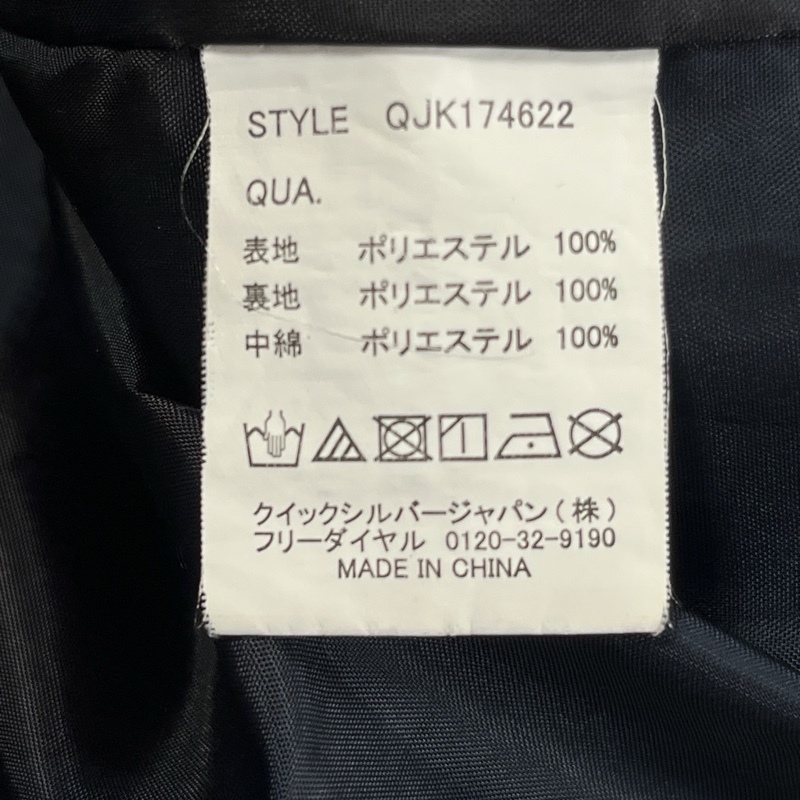 STYLE QJK174622
QUA.
表地 ポリエステル 100%
裏地 ポリエステル 100%
中綿 ポリエステル 100%
クイックシルバージャパン(株)
フリーダイヤル 0120-32-9190
MADE IN CHINA